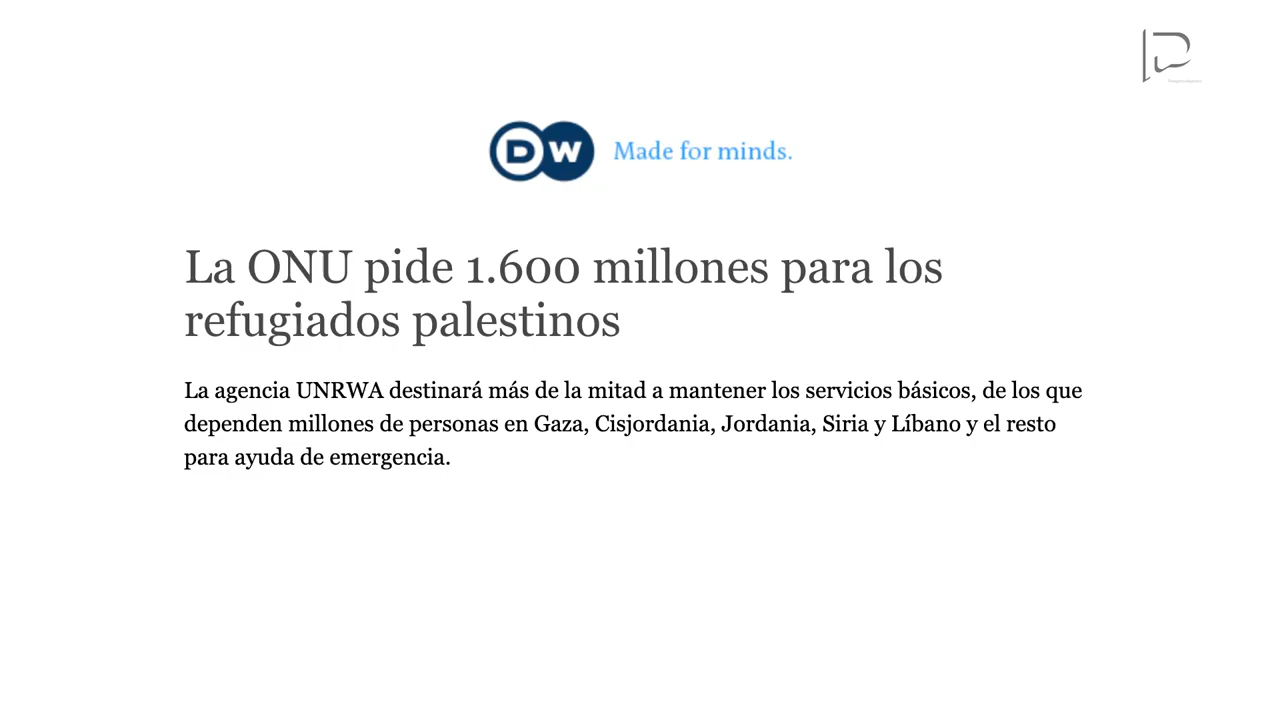 DW Made for minds.
La ONU pide 1.600 millones para los
refugiados palestinos
La agencia UNRWA destinará más de la mitad a mantener los servicios básicos, de los que
dependen millones de personas en Gaza, Cisjordania, Jordania, Siria y Líbano y el resto
para ayuda de emergencia.